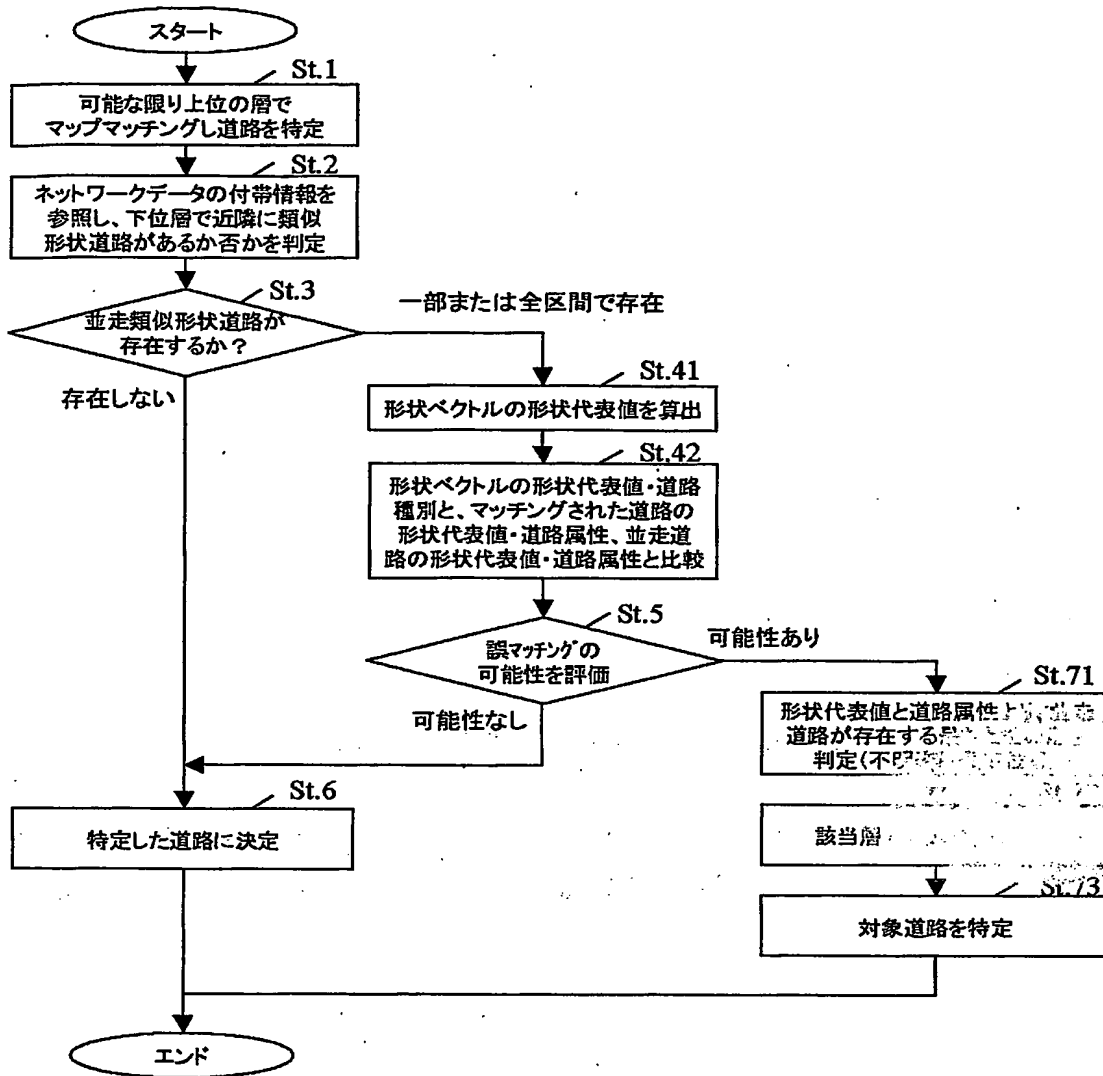 スタート
St.1
可能な限り上位の層で
マップマッチングし道路を特定
St.2
ネットワークデータの付帯情報を
参照し、下位層で近隣に類似
形状道路があるか否かを判定
St.3
並走類似形状道路が
存在するか?
一部または全区間で存在
存在しない
St.41
形状ベクトルの形状代表値を算出
St.42
形状ベクトルの形状代表値・道路
種別と、マッチングされた道路の
形状代表値・道路属性、並走道
路の形状代表値・道路属性と比較
St.5
誤マッチングの
可能性を評価
可能性あり
可能性なし
St.71
形状代表値と道路属性と
道路が存在する
判定(不明
該当層
St.73
対象道路を特定
St.6
特定した道路に決定
エンド